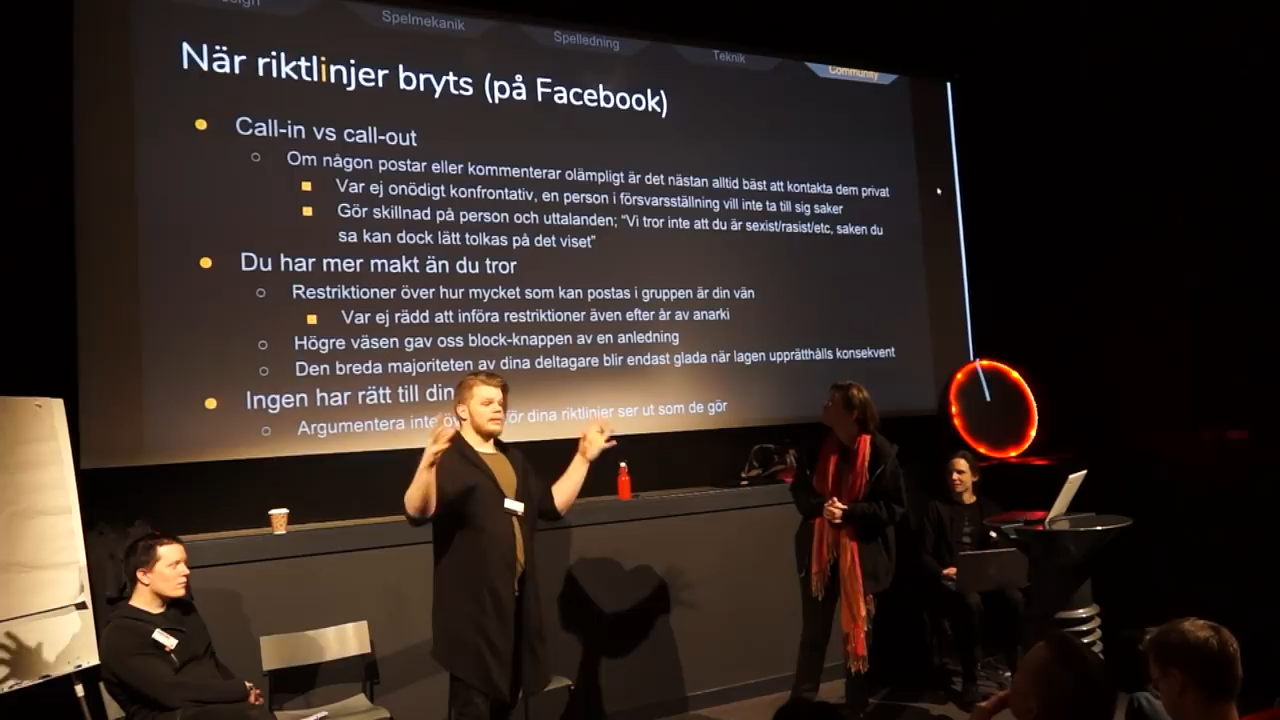 Spelmekanik
Spelledning
Teknik
Community
När riktlinjer bryts (på Facebook)
Call-in vs call-out
Om någon postar eller kommenterar olämpligt är det nästan alltid bäst att kontakta dem privat
Var ej onödigt konfrontativ, en person i försvarsställning vill inte ta till sig saker
Gör skillnad på person och uttalanden; “Vi tror inte att du är sexist/rasist/etc, saken du
sa kan dock lätt tolkas på det viset”
Du har mer makt än du tror
Restriktioner över hur mycket som kan postas i gruppen är din vän
Var ej rädd att införa restriktioner även efter år av anarki
Högre väsen gav oss block-knappen av en anledning
Den breda majoriteten av dina deltagare blir endast glada när lagen upprätthålls konsekvent
Ingen har rätt till din
Argumentera inte dina riktlinjer ser ut som de gör